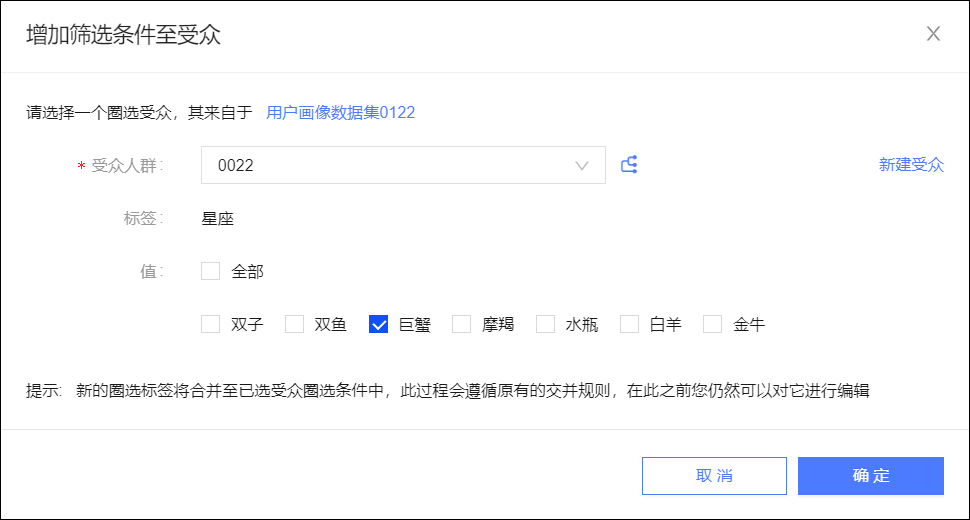 增加筛选条件至受众
请选择一个圈选受众，其来自于 用户画像数据集0122
* 受众人群: 0022 新建受众
标签: 星座
值: 全部
双子 双鱼 巨蟹 摩羯 水瓶 白羊 金牛
提示: 新的圈选标签将合并至已选受众圈选条件中，此过程会遵循原有的交并规则，在此之前您仍然可以对它进行编辑
取消 确定